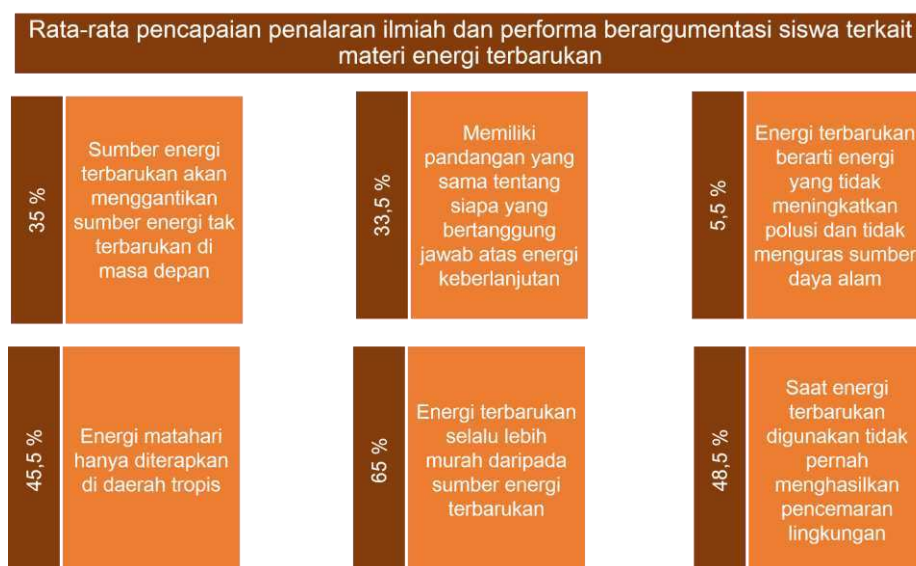 Rata-rata pencapaian penalaran ilmiah dan performa berargumentasi siswa terkait
materi energi terbarukan
35 %
Sumber energi
terbarukan akan
menggantikan
sumber energi tak
terbarukan di
masa depan
33,5 %
Memiliki
pandangan yang
sama tentang
siapa yang
bertanggung
jawab atas energi
keberlanjutan
5,5 %
Energi terbarukan
berarti energi
yang tidak
meningkatkan
polusi dan tidak
menguras sumber
daya alam
45,5 %
Energi matahari
hanya diterapkan
di daerah tropis
65 %
Energi terbarukan
selalu lebih
murah daripada
sumber energi
terbarukan
48,5 %
Saat energi
terbarukan
digunakan tidak
pernah
menghasilkan
pencemaran
lingkungan